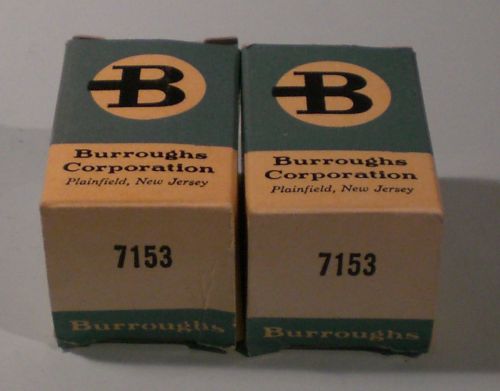 B
Burroughs
Corporation
Plainfield, New Jersey
7153
Burroughs
B
Burroughs
Corporation
Plainfield, New Jersey
7153
Burroughs